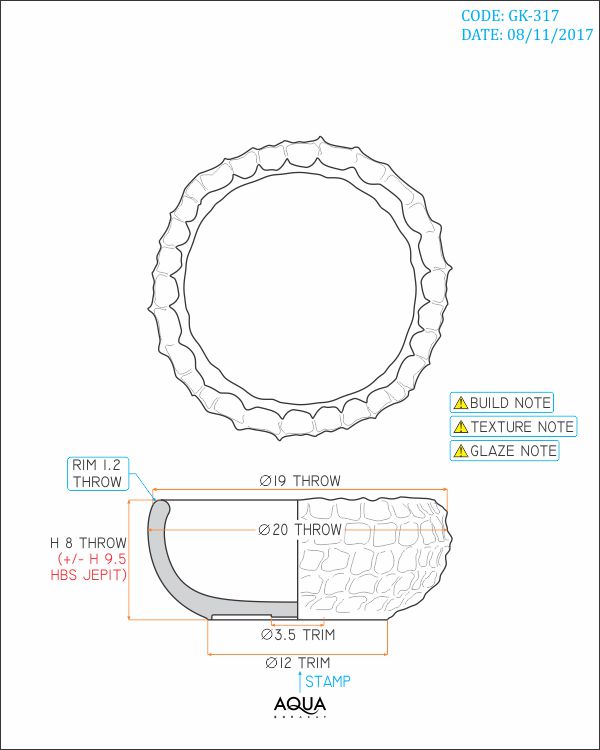 CODE: GK-317
DATE: 08/11/2017
BUILD NOTE
TEXTURE NOTE
GLAZE NOTE
RIM 1.2
THROW
∅19 THROW
∅20 THROW
H 8 THROW
(+/- H 9.5
HBS JEPIT)
∅3.5 TRIM
∅12 TRIM
STAMP
AQUA